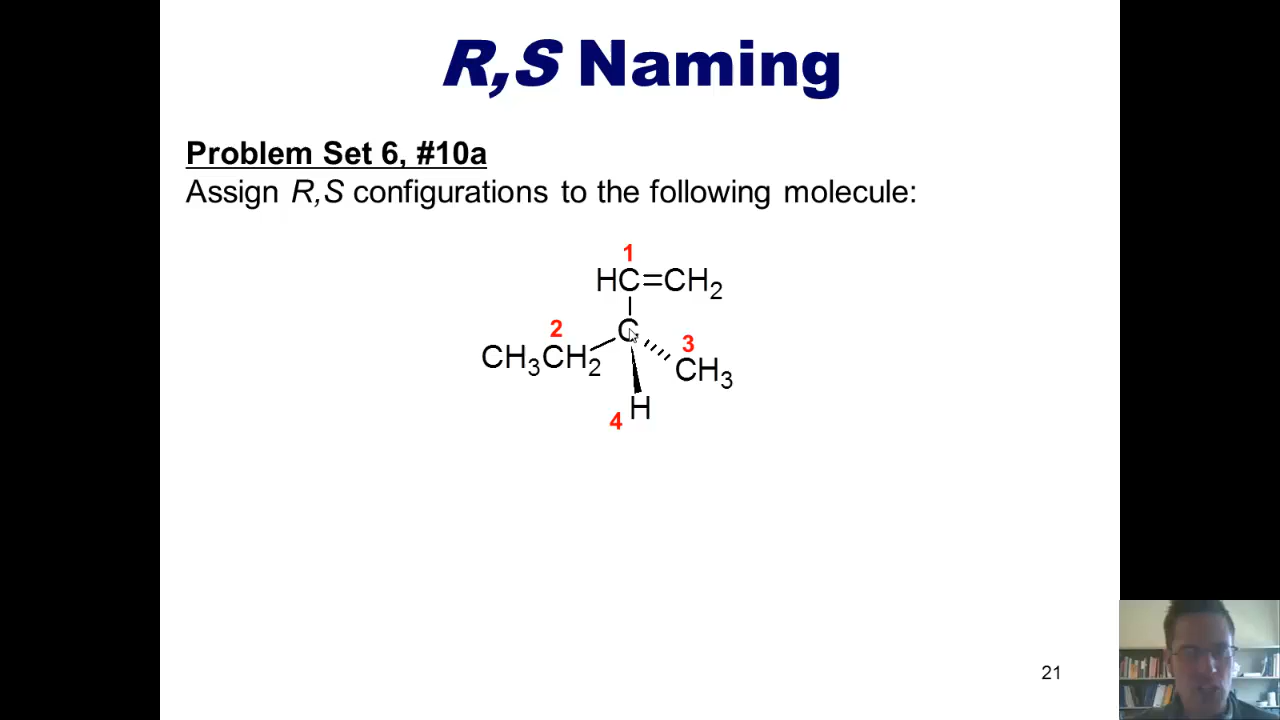 R,S Naming
Problem Set 6, #10a
Assign R,S configurations to the following molecule:
1
HC=CH2
2 C 3
CH3CH2 CH3
4 H
21